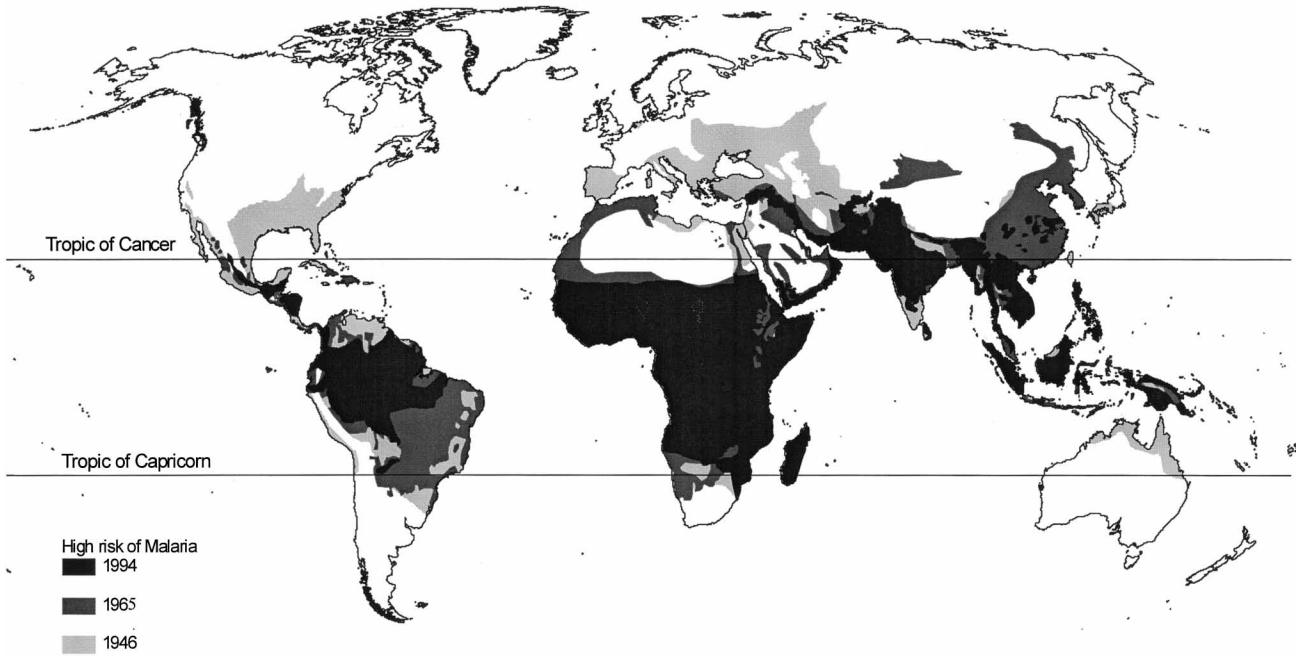 Tropic of Cancer
Tropic of Capricorn
High risk of Malaria
1994
1965
1946